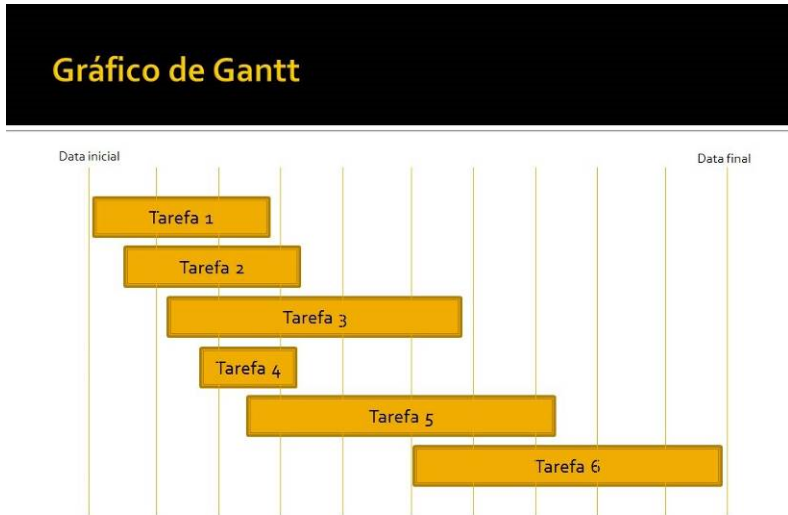 Gráfico de Gantt
Data inicial
Data final
Tarefa 1
Tarefa 2
Tarefa 3
Tarefa 4
Tarefa 5
Tarefa 6